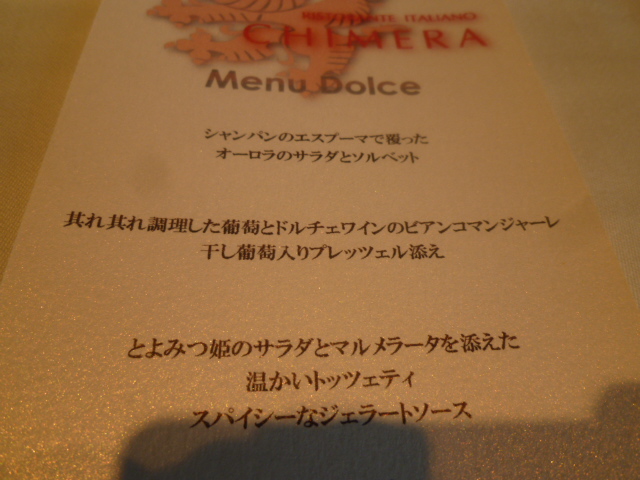 RISTORANTE ITALIANO
CHIMERA
Menu Dolce
シャンパンのエスプーマで覆った
オーロラのサラダとソルベット
其れ其れ調理した葡萄とドルチェワインのビアンコマンジャーレ
干し葡萄入りプレッツェル添え
とよみつ姫のサラダとマルメラータを添えた
温かいトッツェティ
スパイシーなジェラートソース